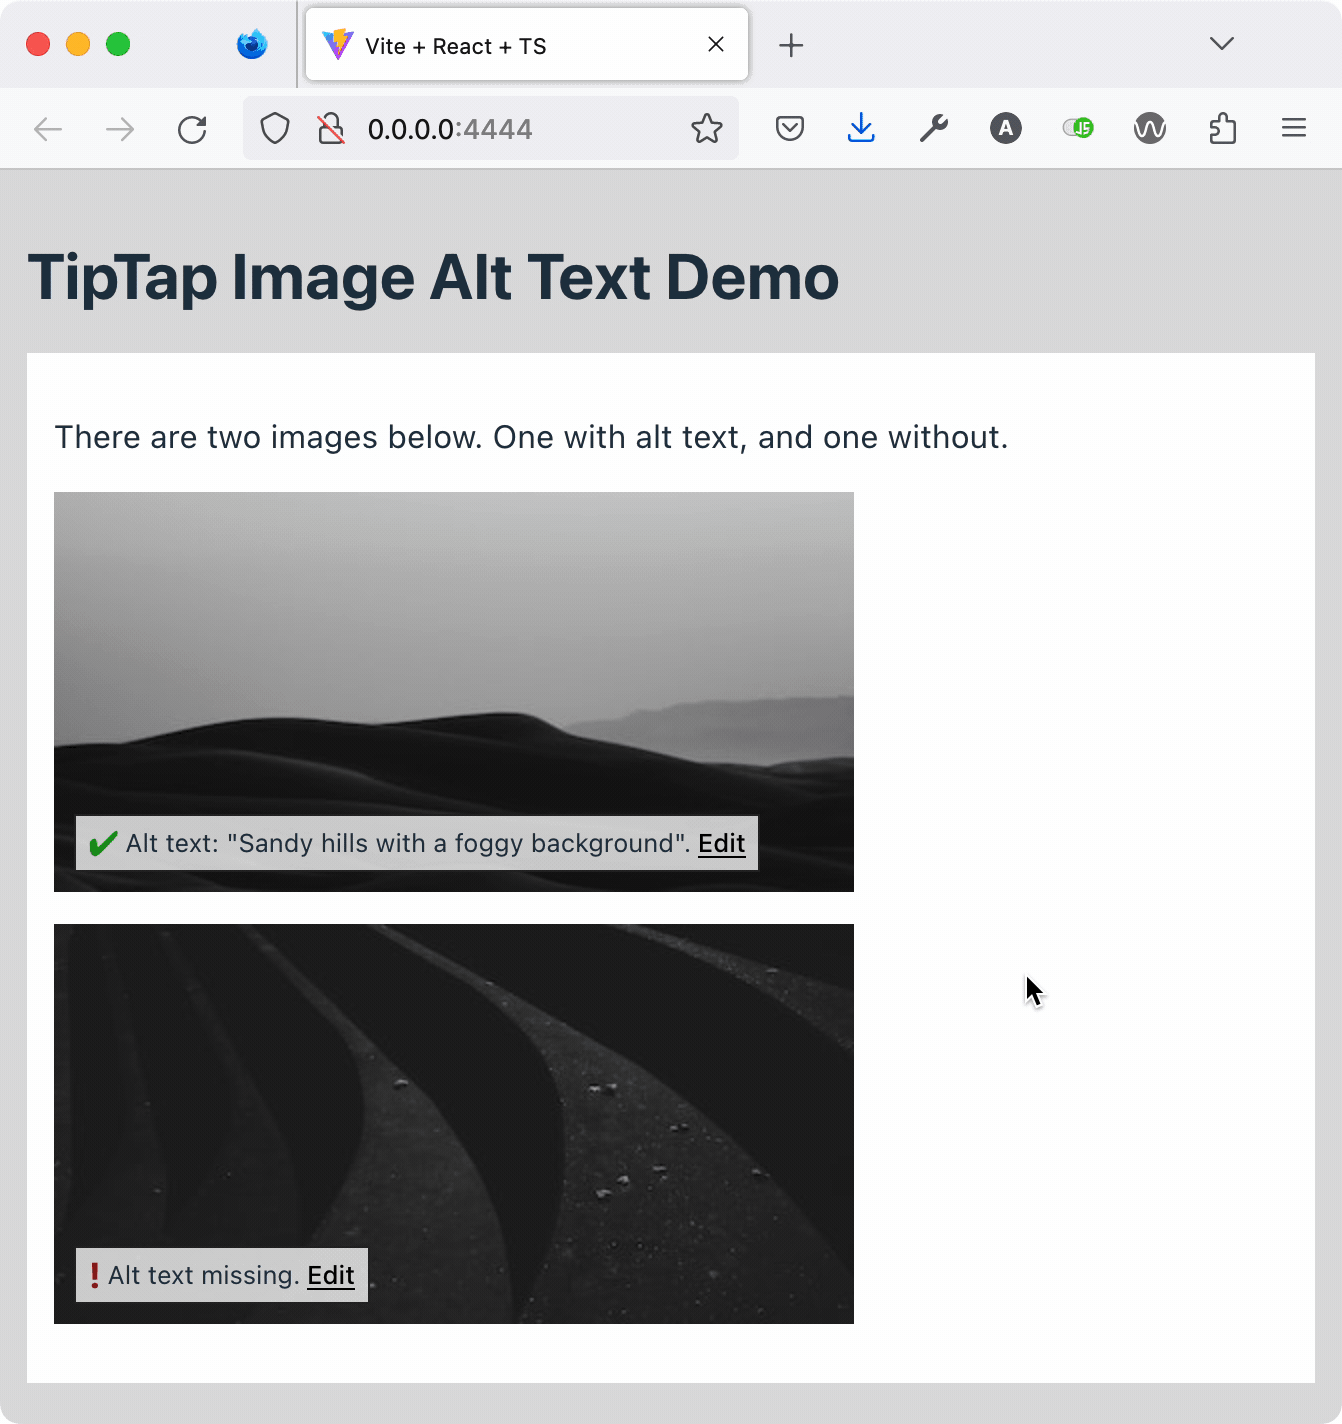 Vite + React + TS
0.0.0.0:4444
A
JS
TipTap Image Alt Text Demo
There are two images below. One with alt text, and one without.
✔ Alt text: "Sandy hills with a foggy background". Edit
! Alt text missing. Edit